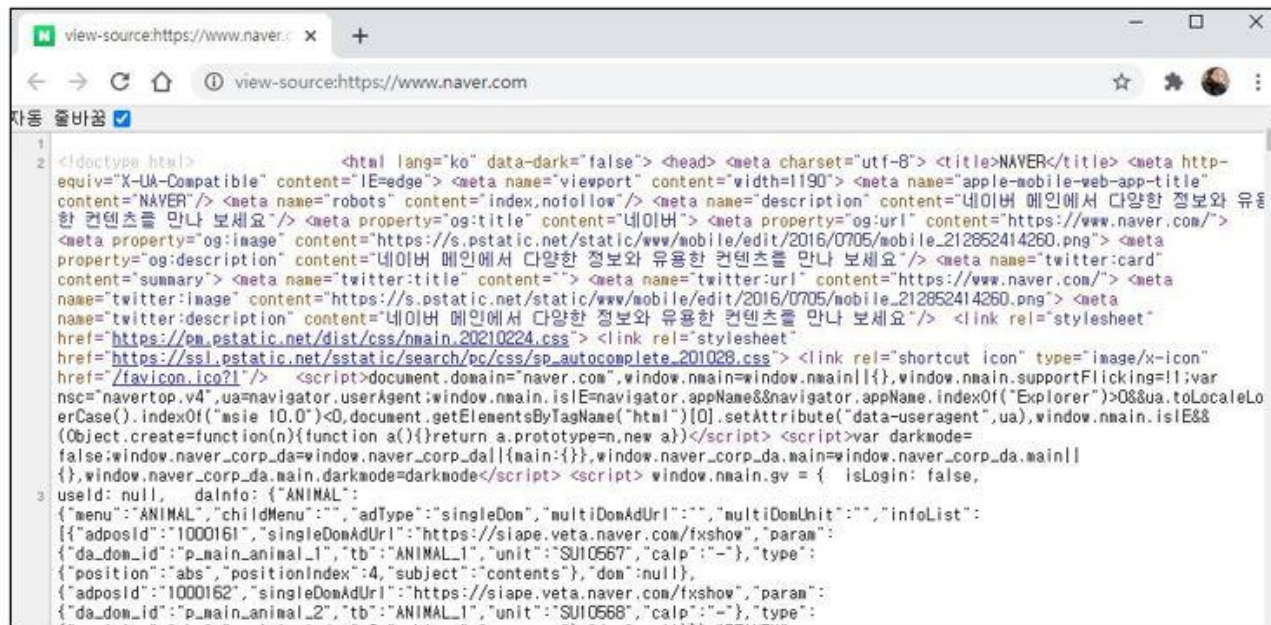 view-source:https://www.naver.c
view-source:https://www.naver.com
자동 줄바꿈
1
2 <!doctype html> <html lang="ko" data-dark="false"> <head> <meta charset="utf-8"> <title>NAVER</title> <meta http-
equiv="X-UA-Compatible" content="IE=edge"> <meta name="viewport" content="width=1190"> <meta name="apple-mobile-web-app-title"
content="NAVER"/> <meta name="robots" content="index,nofollow"/> <meta name="description" content="네이버 메인에서 다양한 정보와 유용
한 컨텐츠를 만나 보세요"/> <meta property="og:title" content="네이버"> <meta property="og:url" content="https://www.naver.com/">
<meta property="og:image" content="https://s.pstatic.net/static/www/mobile/edit/2016/0705/mobile_212852414260.png"> <meta
property="og:description" content="네이버 메인에서 다양한 정보와 유용한 컨텐츠를 만나 보세요"/> <meta name="twitter:card"
content="summary"> <meta name="twitter:title" content=""> <meta name="twitter:url" content="https://www.naver.com/"> <meta
name="twitter:image" content="https://s.pstatic.net/static/www/mobile/edit/2016/0705/mobile_212852414260.png"> <meta
name="twitter:description" content="네이버 메인에서 다양한 정보와 유용한 컨텐츠를 만나 보세요"/> <link rel="stylesheet"
href="https://pm.pstatic.net/dist/css/nmain.20210224.css"> <link rel="stylesheet"
href="https://ssl.pstatic.net/sstatic/search/pc/css/sp_autocomplete_201028.css"> <link rel="shortcut icon" type="image/x-icon"
href="/favicon.ico?1"/> <script>document.domain="naver.com",window.nmain=window.nmain||{},window.nmain.supportFlicking=!1;var
nsc="navertop.v4",ua=navigator.userAgent;window.nmain.isIE=navigator.appName&&navigator.appName.indexOf("Explorer")>0&&ua.toLocaleLo
erCase().indexOf("msie 10.0")<0,document.getElementsByTagName("html")[0].setAttribute("data-useragent",ua),window.nmain.isIE&&
(Object.create=function(n){function a(){}return a.prototype=n,new a})</script> <script>var darkmode=
false;window.naver_corp_da=window.naver_corp_da||{main:{}},window.naver_corp_da.main=window.naver_corp_da.main||
{},window.naver_corp_da.main.darkmode=darkmode</script> <script> window.nmain.gv = { isLogin: false,
3 useId: null, daInfo: {"ANIMAL":
{"menu":"ANIMAL","childMenu":"","adType":"singleDom","multiDomAdUrl":"","multiDomUnit":"","infoList":
[{"adposId":"1000161","singleDomAdUrl":"https://siape.veta.naver.com/fxshow","param":
{"da_dom_id":"p_main_animal_1","tb":"ANIMAL_1","unit":"SU10567","calp":"-"},"type":
{"position":"abs","positionIndex":4,"subject":"contents"},"dom":null},
{"adposId":"1000162","singleDomAdUrl":"https://siape.veta.naver.com/fxshow","param":
{"da_dom_id":"p_main_animal_2","tb":"ANIMAL_1","unit":"SU10568","calp":"-"},"type":